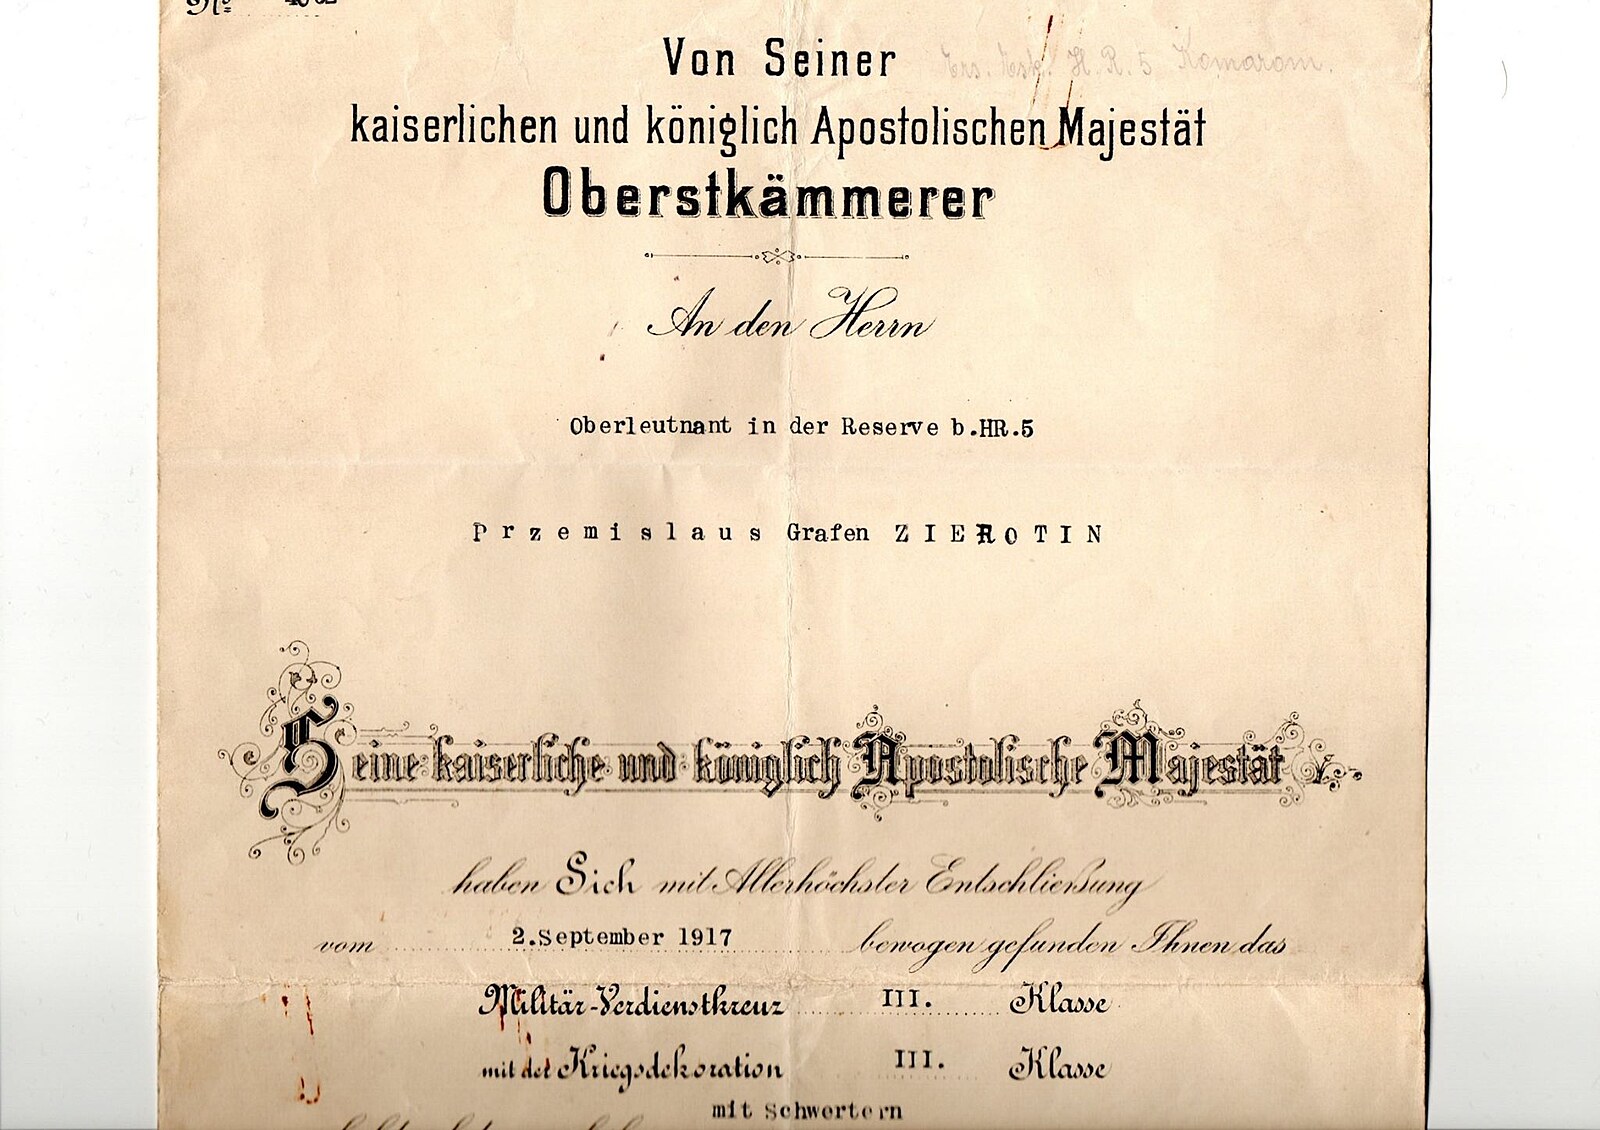 Von Seiner
H. R. 5 Komarom.
kaiserlichen und königlich Apostolischen Majestät
Oberstkämmerer
An den Herrn
Oberleutnant in der Reserve b.HR.5
Przemislaus Grafen ZIEROTIN
Seine kaiserliche und königlich Apostolische Majestät
haben Sich mit Allerhöchster Entschließung
vom 2.September 1917 bewogen gefunden Ihnen das
Militär-Verdienstkreuz III. Klasse
mit der Kriegsdekoration III. Klasse
mit Schwertern